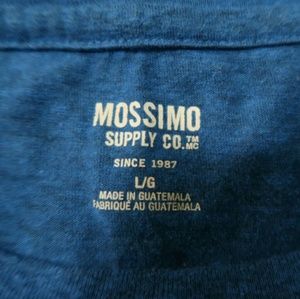 MOSSIMO
SUPPLY CO.™ MC
SINCE 1987
L/G
MADE IN GUATEMALA
FABRIQUÉ AU GUATEMALA